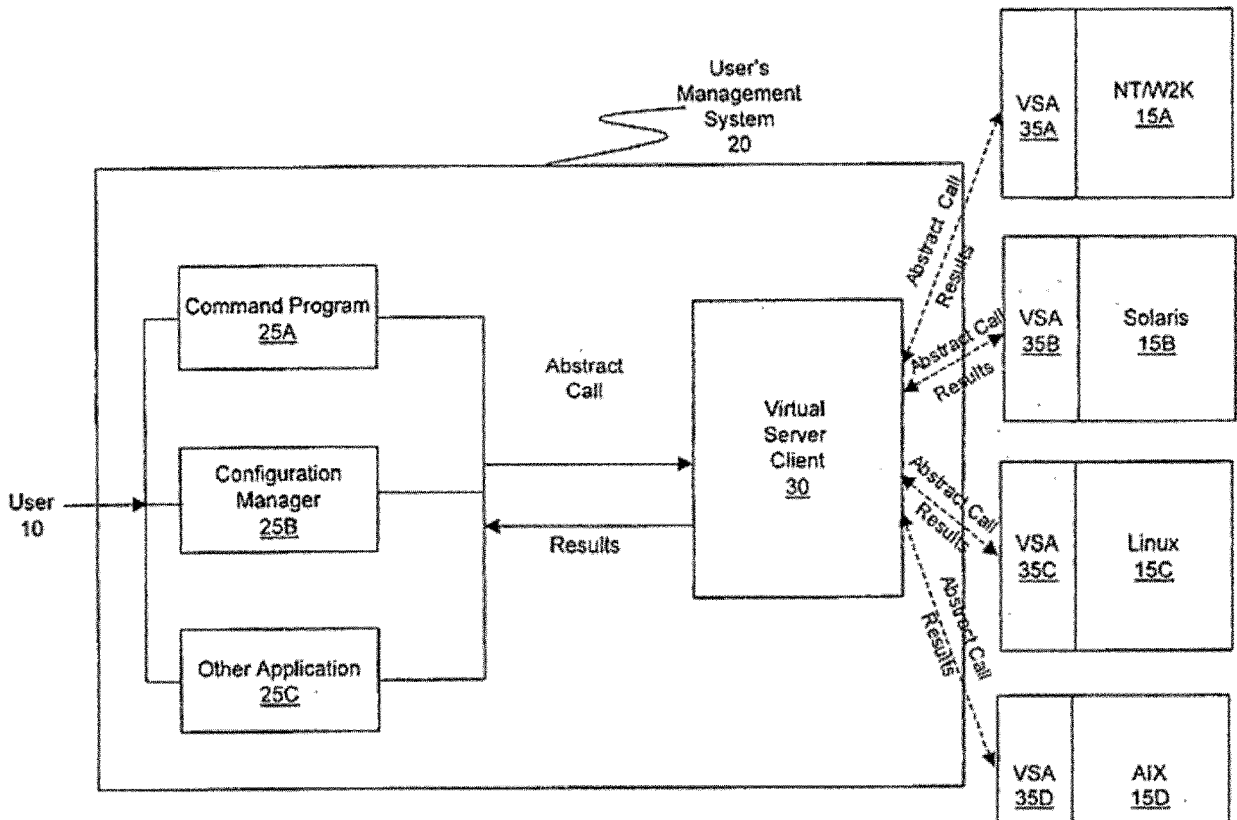 User's
Management
System
20
Command Program
25A
Configuration
Manager
25B
Other Application
25C
User
10
Abstract
Call
Results
Virtual
Server
Client
30
Abstract Call
Results
Abstract Call
Results
Abstract Call
Results
Abstract Call
Results
VSA
35A
NT/W2K
15A
VSA
35B
Solaris
15B
VSA
35C
Linux
15C
VSA
35D
AIX
15D